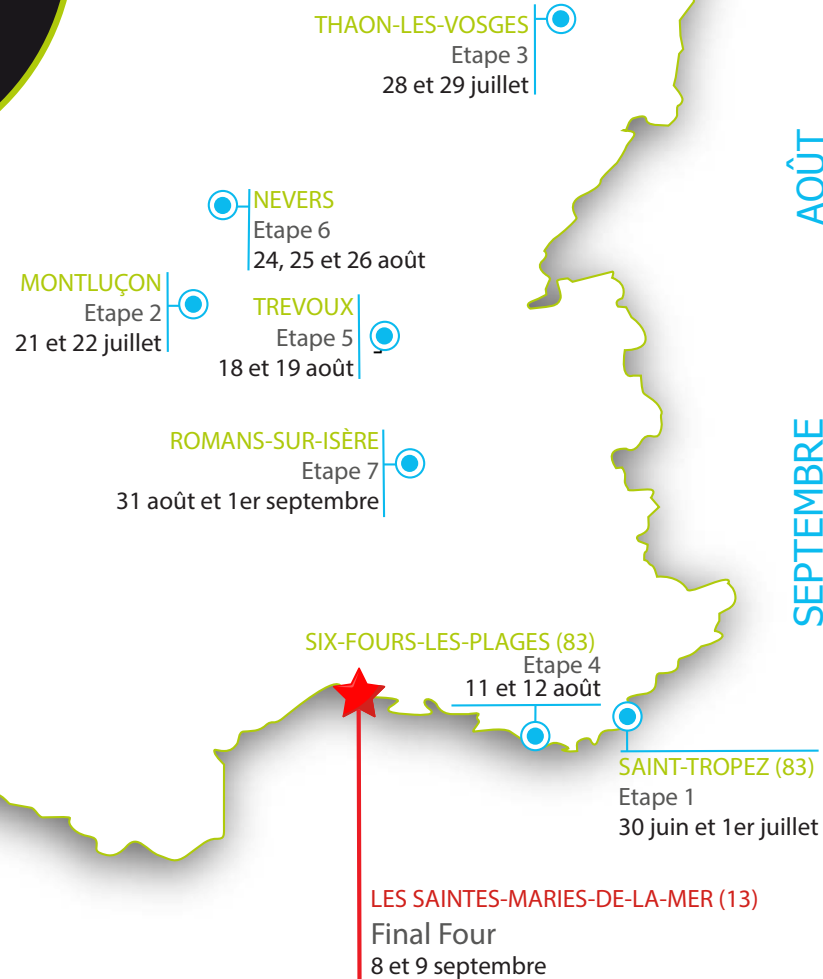 THAON-LES-VOSGES
Etape 3
28 et 29 juillet
AOÛT
NEVERS
Etape 6
24, 25 et 26 août
MONTLUÇON
Etape 2
21 et 22 juillet
TREVOUX
Etape 5
18 et 19 août
ROMANS-SUR-ISÈRE
Etape 7
31 août et 1er septembre
SEPTEMBRE
SIX-FOURS-LES-PLAGES (83)
Etape 4
11 et 12 août
SAINT-TROPEZ (83)
Etape 1
30 juin et 1er juillet
LES SAINTES-MARIES-DE-LA-MER (13)
Final Four
8 et 9 septembre